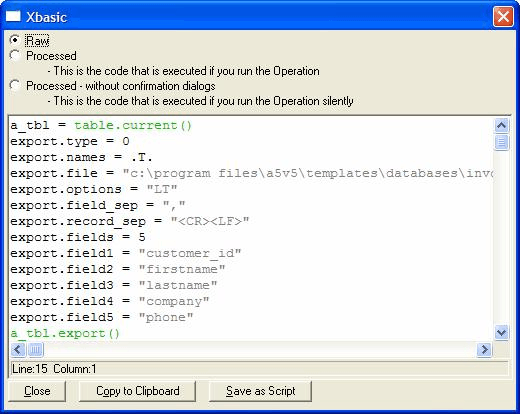 Xbasic
Raw
Processed
- This is the code that is executed if you run the Operation
Processed - without confirmation dialogs
- This is the code that is executed if you run the Operation silently
a_tbl = table.current()
export.type = 0
export.names = .T.
export.file = "c:\program files\a5v5\templates\databases\invo
export.options = "LT"
export.field_sep = ","
export.record_sep = "<CR><LF>"
export.fields = 5
export.field1 = "customer_id"
export.field2 = "firstname"
export.field3 = "lastname"
export.field4 = "company"
export.field5 = "phone"
a_tbl.export()
Line:15 Column:1
Close Copy to Clipboard Save as Script